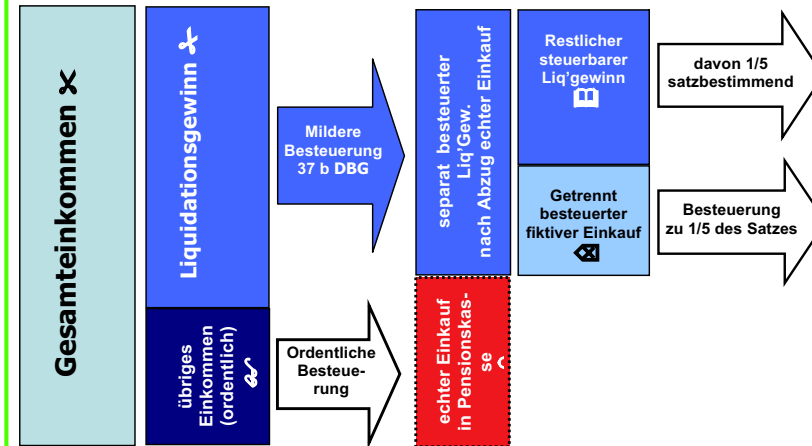 Gesamteinkommen
Liquidationsgewinn
übriges
Einkommen
(ordentlich)
Mildere
Besteuerung
37 b DBG
Ordentliche
Besteue-
rung
separat besteuerter
Liq’Gew.
nach Abzug echter Einkauf
echter Einkauf
in Pensionskas-
se
Restlicher
steuerbarer
Liq’gewinn
Getrennt
besteuerter
fiktiver Einkauf
davon 1/5
satzbestimmend
Besteuerung
zu 1/5 des Satzes